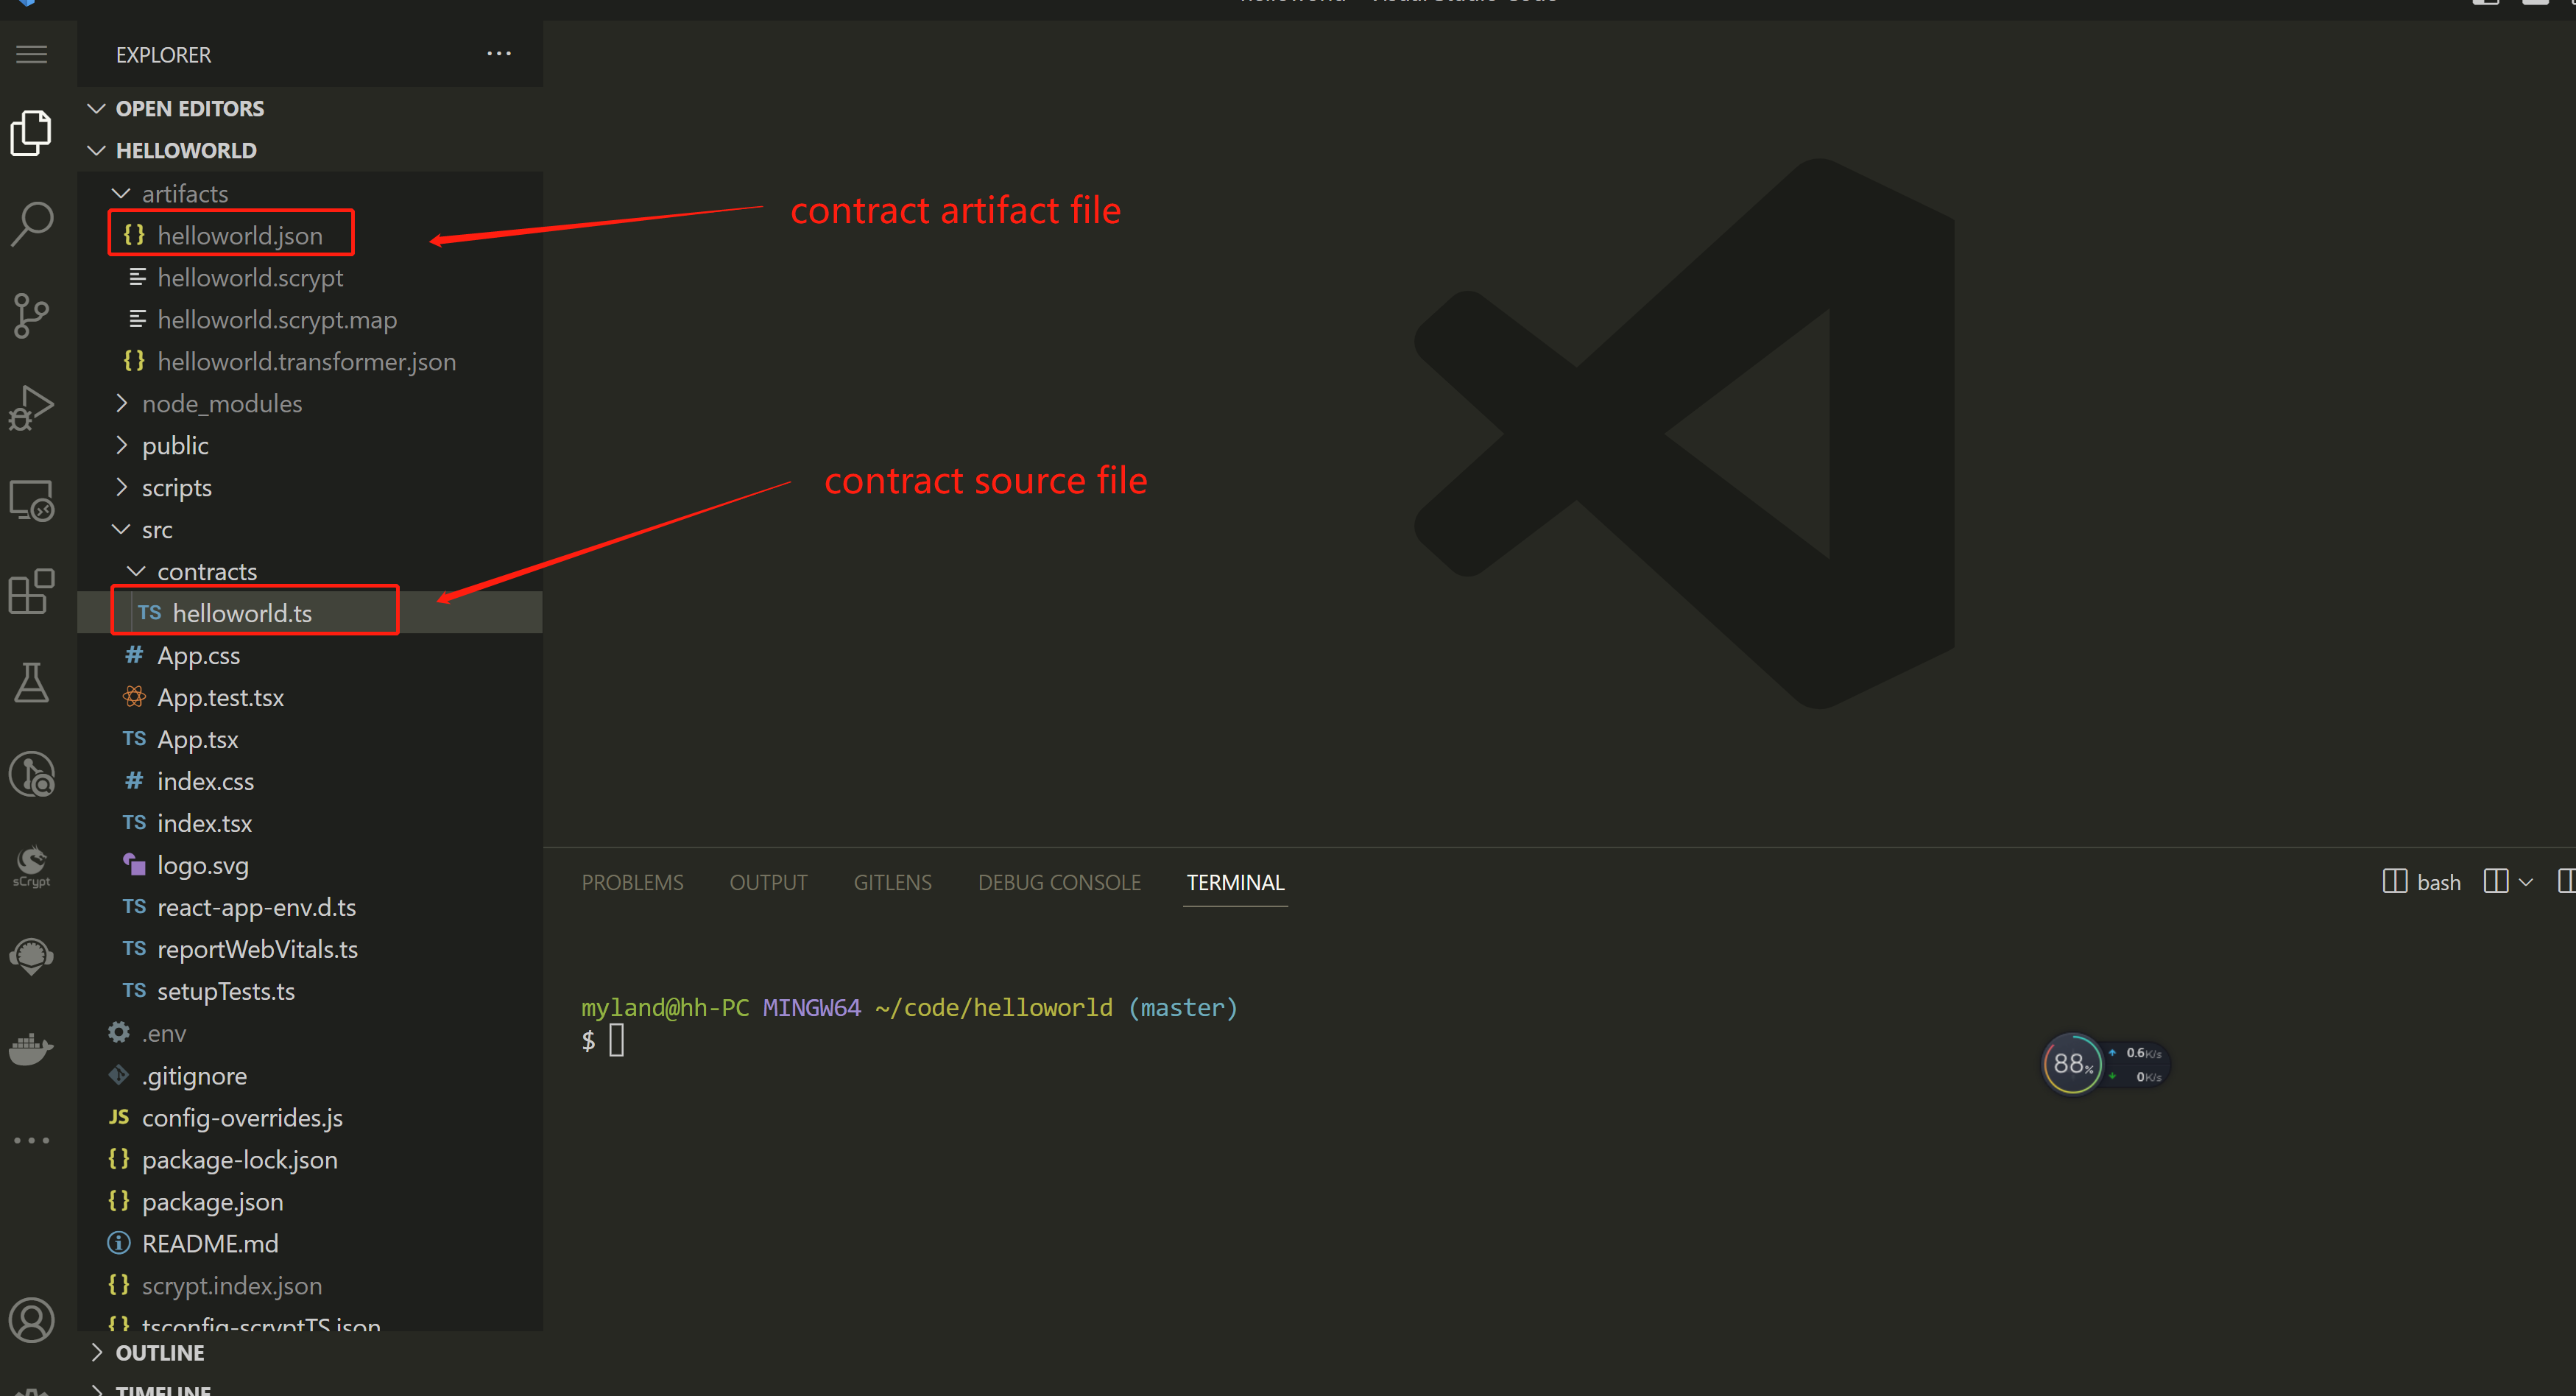 EXPLORER
OPEN EDITORS
HELLOWORLD
artifacts
{} helloworld.json
helloworld.scrypt
helloworld.scrypt.map
{} helloworld.transformer.json
node_modules
public
scripts
src
contracts
TS helloworld.ts
# App.css
App.test.tsx
TS App.tsx
# index.css
TS index.tsx
logo.svg
TS react-app-env.d.ts
TS reportWebVitals.ts
TS setupTests.ts
.env
.gitignore
JS config-overrides.js
{} package-lock.json
{} package.json
README.md
{} scrypt.index.json
{} tsconfig-scryptTS.json
OUTLINE
TIMELINE
sCrypt
contract artifact file
contract source file
PROBLEMS OUTPUT GITLENS DEBUG CONSOLE TERMINAL
bash
myland@hh-PC MINGW64 ~/code/helloworld (master)
$
88%
0.6K/s
0K/s